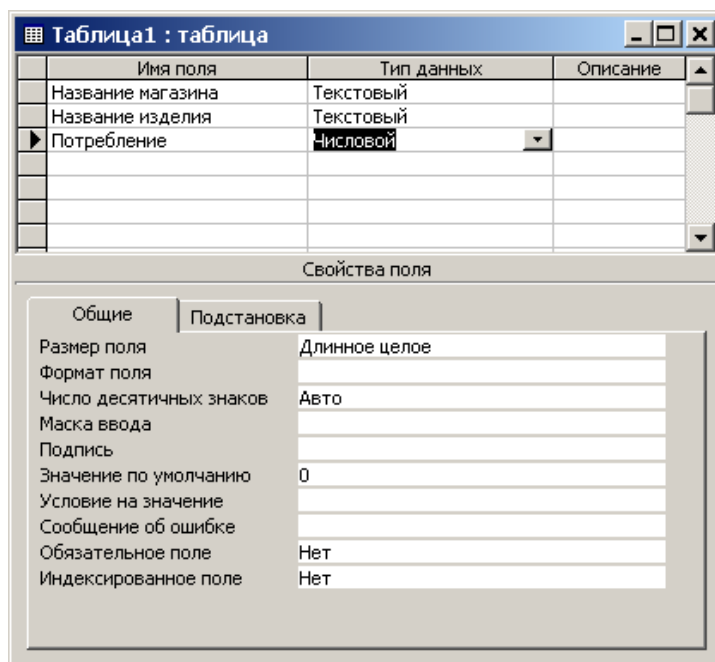 Таблица1 : таблица
Имя поля Тип данных Описание
Название магазина Текстовый
Название изделия Текстовый
Потребление Числовой
Свойства поля
Общие Подстановка
Размер поля Длинное целое
Формат поля
Число десятичных знаков Авто
Маска ввода
Подпись
Значение по умолчанию 0
Условие на значение
Сообщение об ошибке
Обязательное поле Нет
Индексированное поле Нет